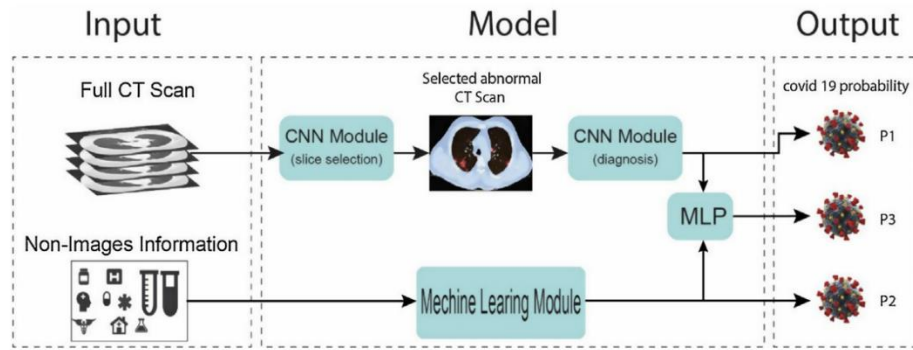 Input
Model
Output
Full CT Scan
Selected abnormal
CT Scan
covid 19 probability
CNN Module
(slice selection)
CNN Module
(diagnosis)
P1
MLP
P3
Non-Images Information
H
Mechine Learing Module
P2